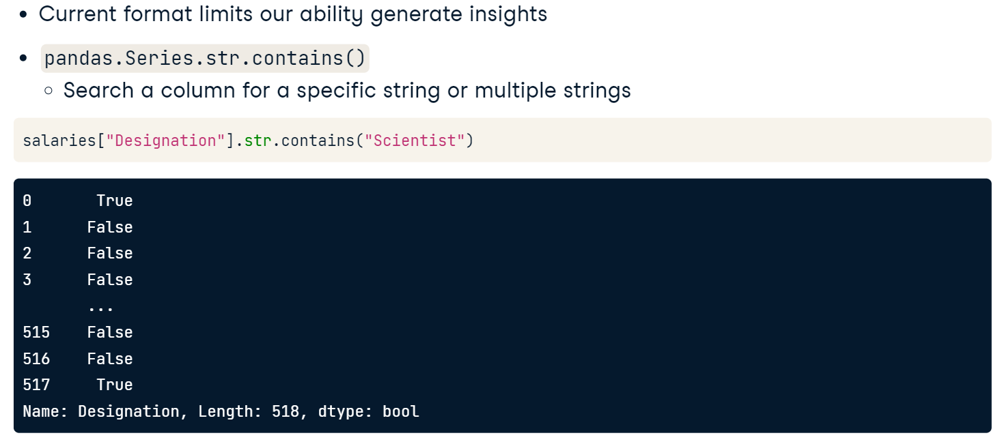 • Current format limits our ability generate insights
• pandas.Series.str.contains()
○ Search a column for a specific string or multiple strings
salaries["Designation"].str.contains("Scientist")
0       True
1      False
2      False
3      False
       ...
515    False
516    False
517     True
Name: Designation, Length: 518, dtype: bool